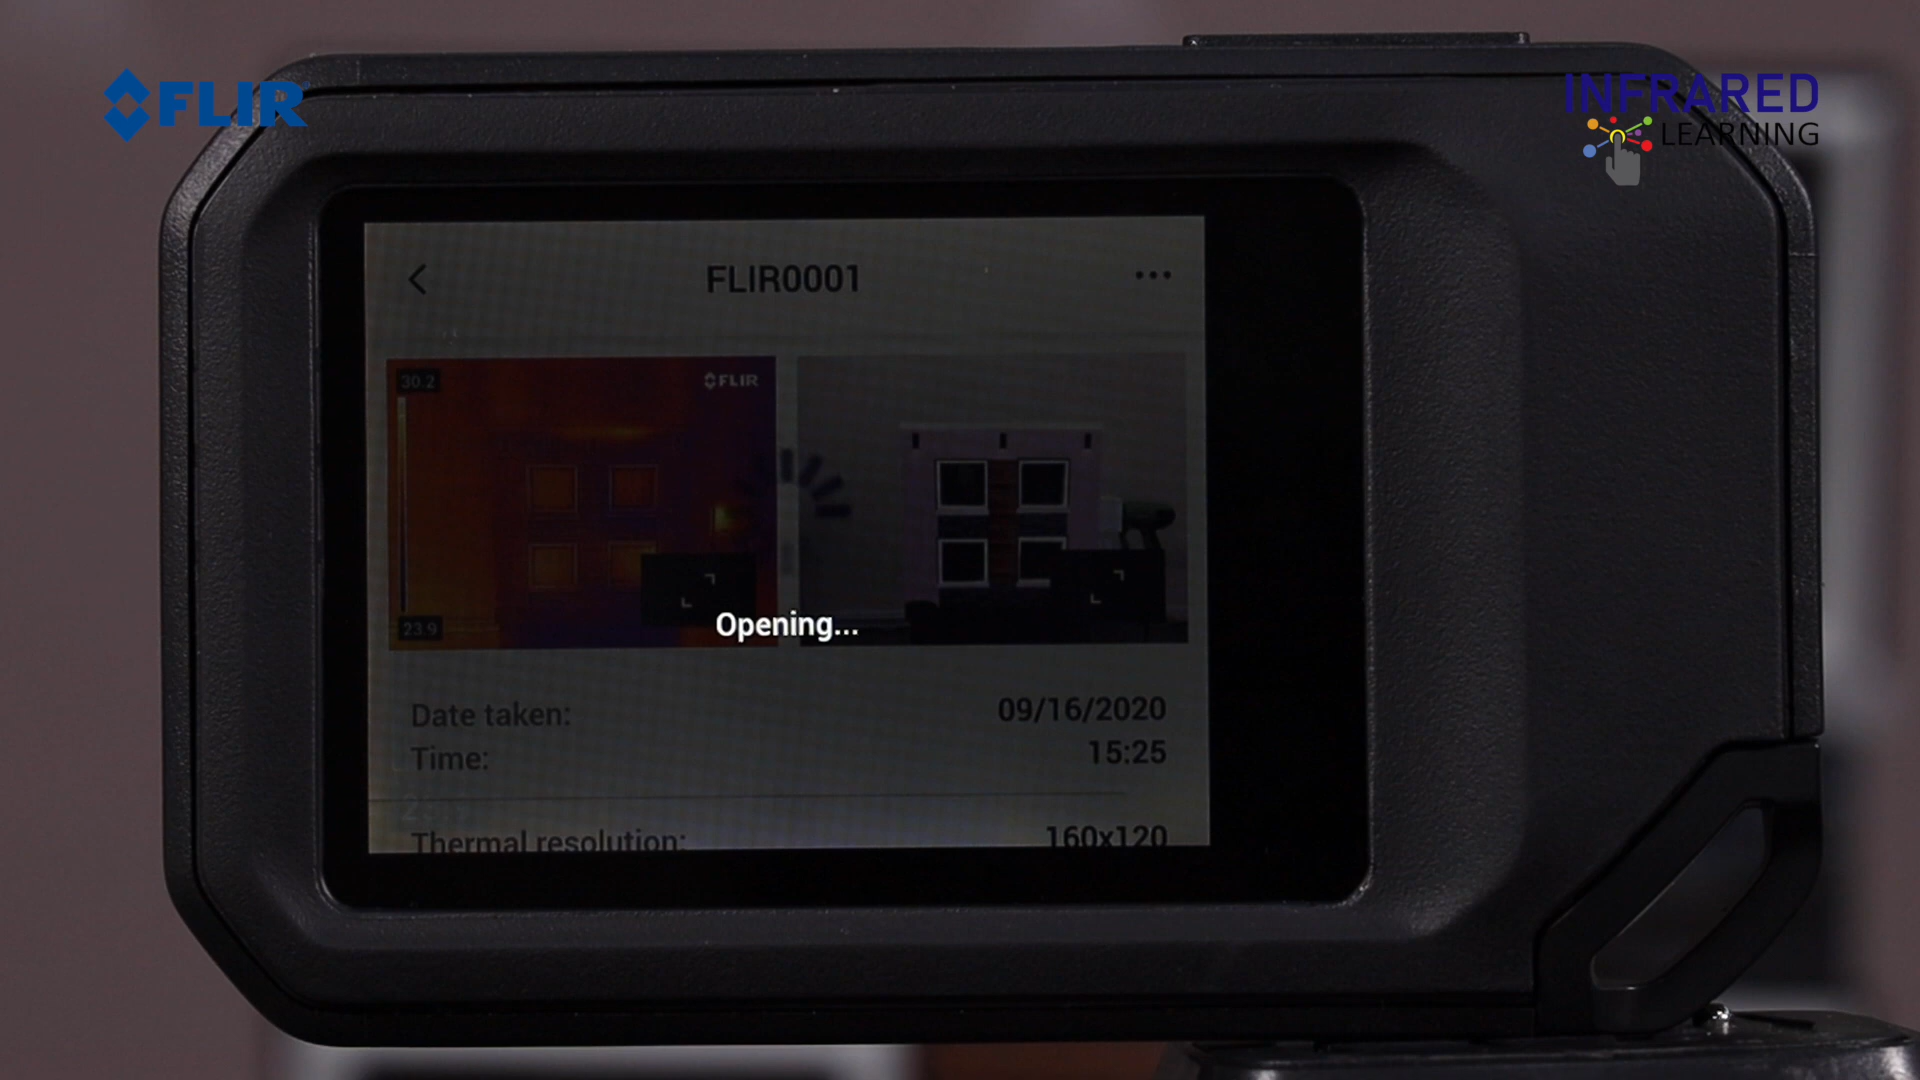 FLIR
INFRARED
LEARNING
FLIR0001
30.2
FLIR
23.9
Opening...
Date taken: 09/16/2020
Time: 15:25
Thermal resolution: 160x120